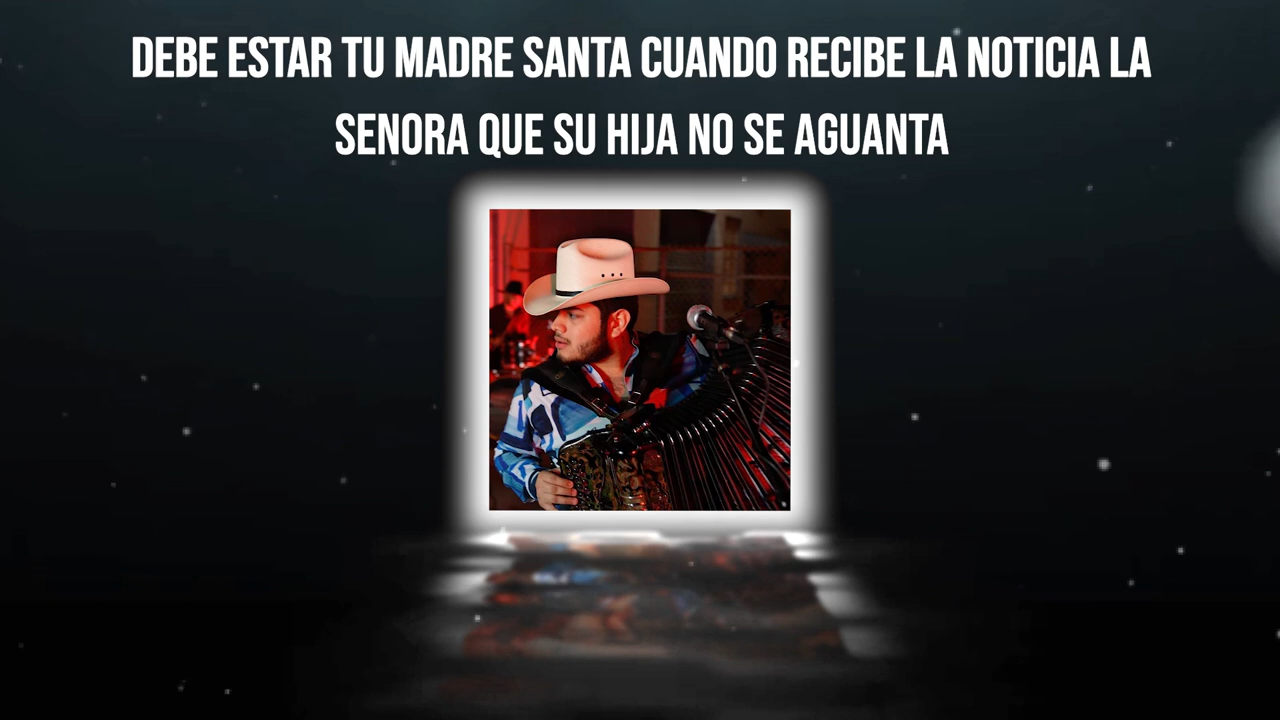 DEBE ESTAR TU MADRE SANTA CUANDO RECIBE LA NOTICIA LA
SENORA QUE SU HIJA NO SE AGUANTA